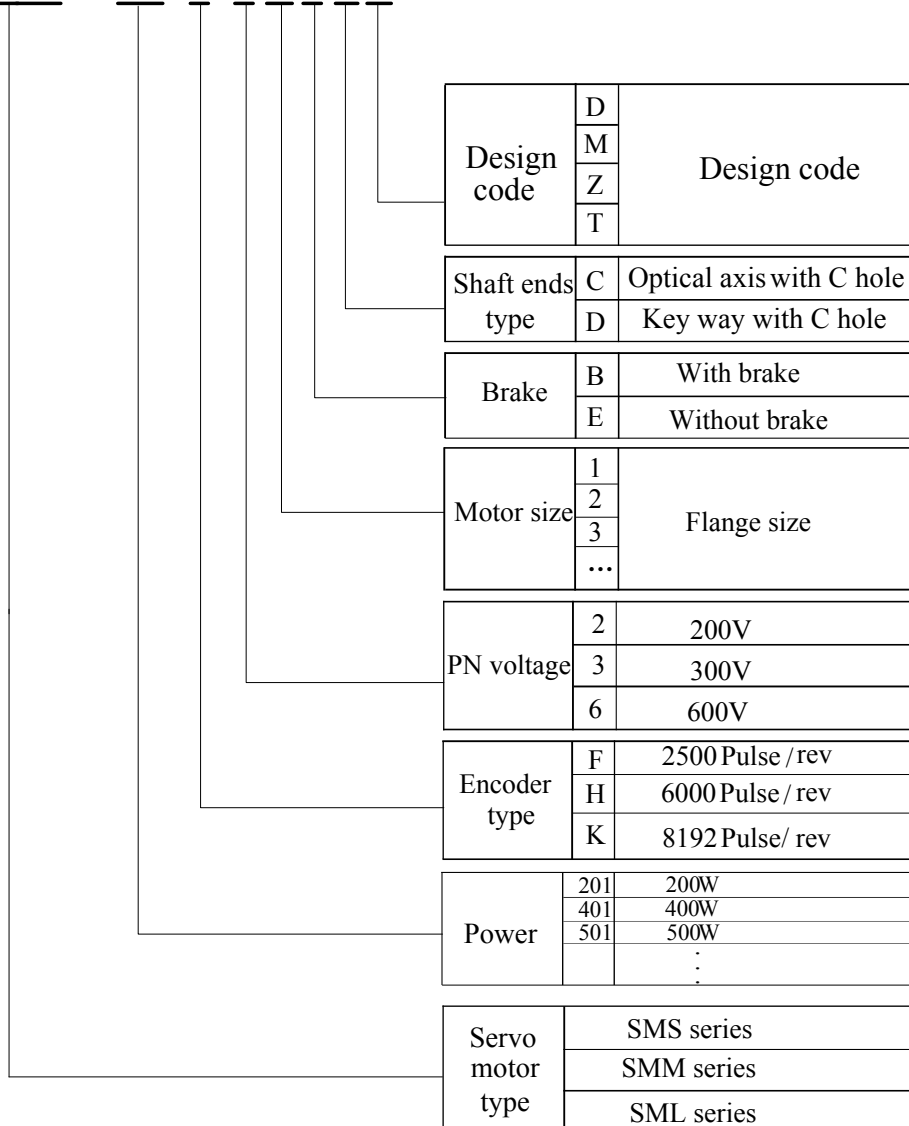 Design code
D
M
Z
T
Design code
Shaft ends type
C Optical axis with C hole
D Key way with C hole
Brake
B With brake
E Without brake
Motor size
1
2
3
...
Flange size
PN voltage
2 200V
3 300V
6 600V
Encoder type
F 2500 Pulse / rev
H 6000 Pulse / rev
K 8192 Pulse/ rev
Power
201 200W
401 400W
501 500W
⋮
Servo motor type
SMS series
SMM series
SML series